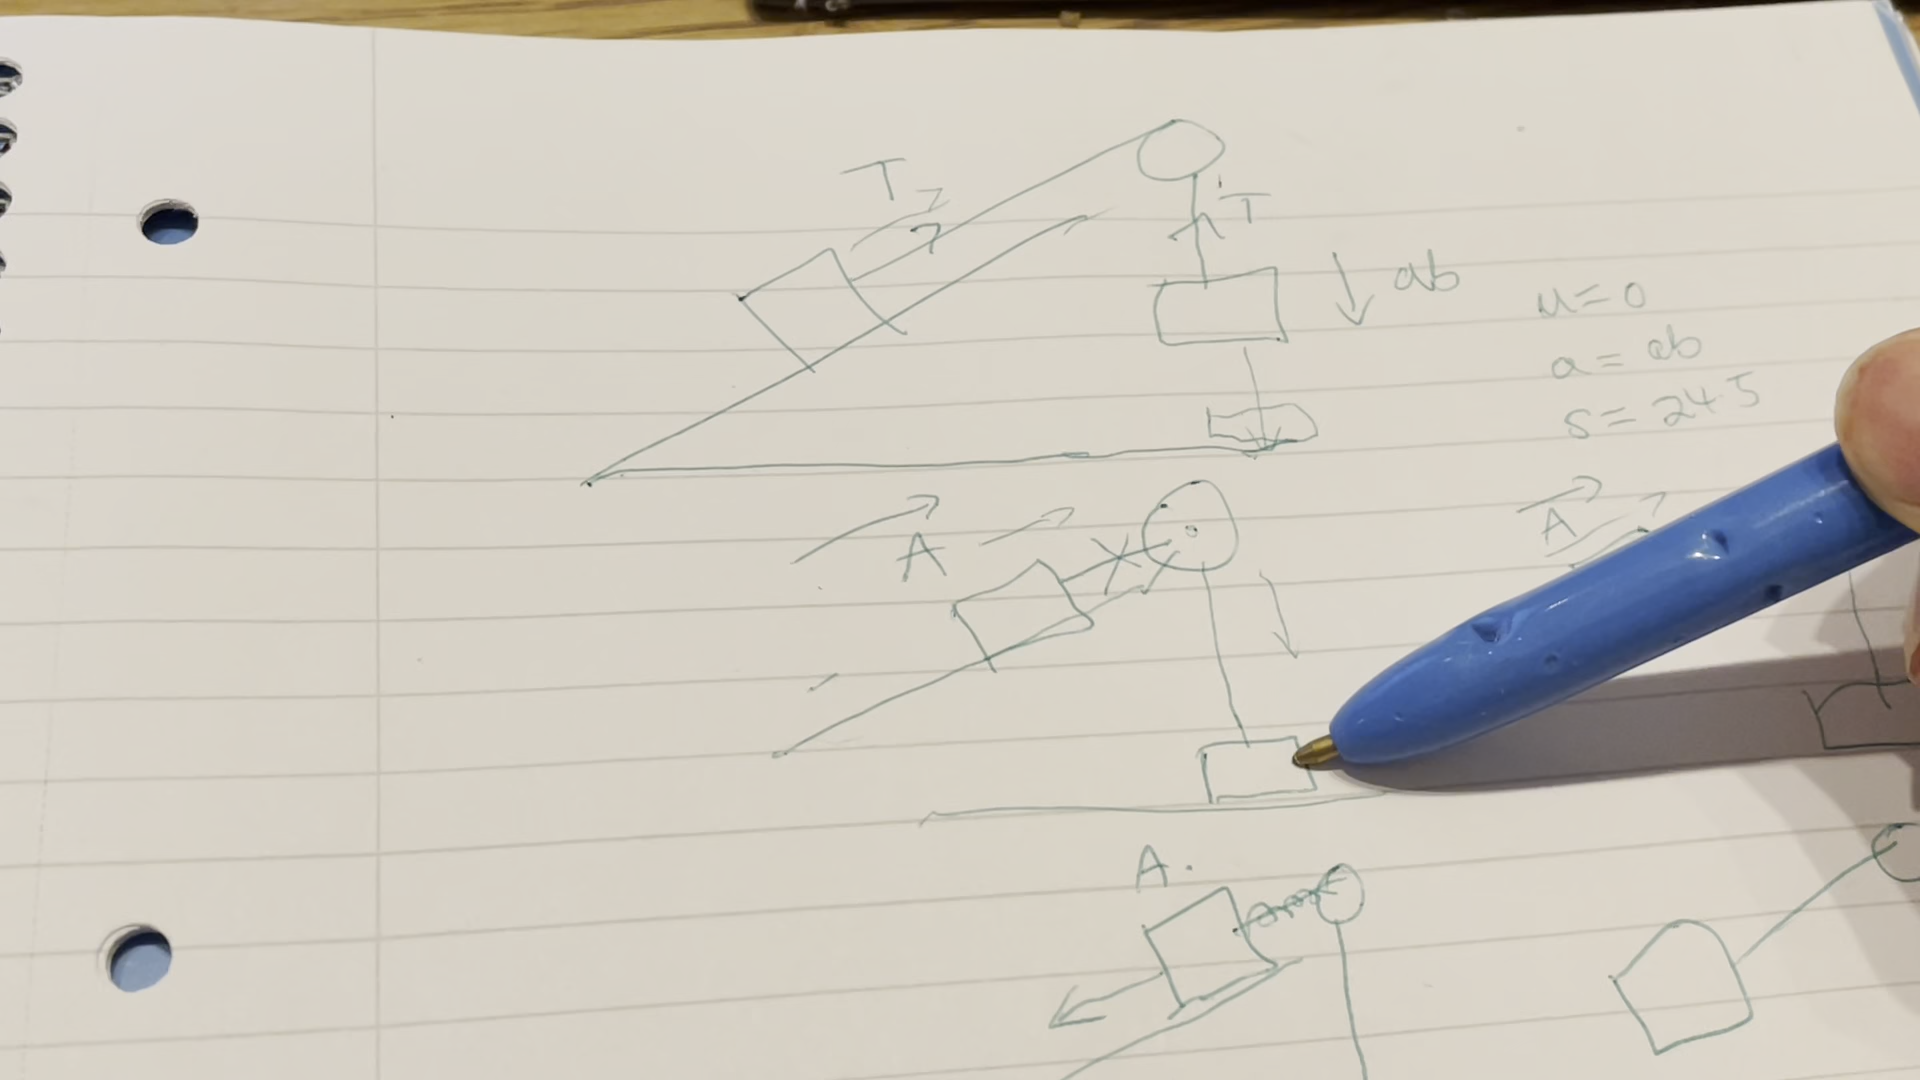 T
T
ab
u = 0
a = ab
s = 24.5
A
A
A.